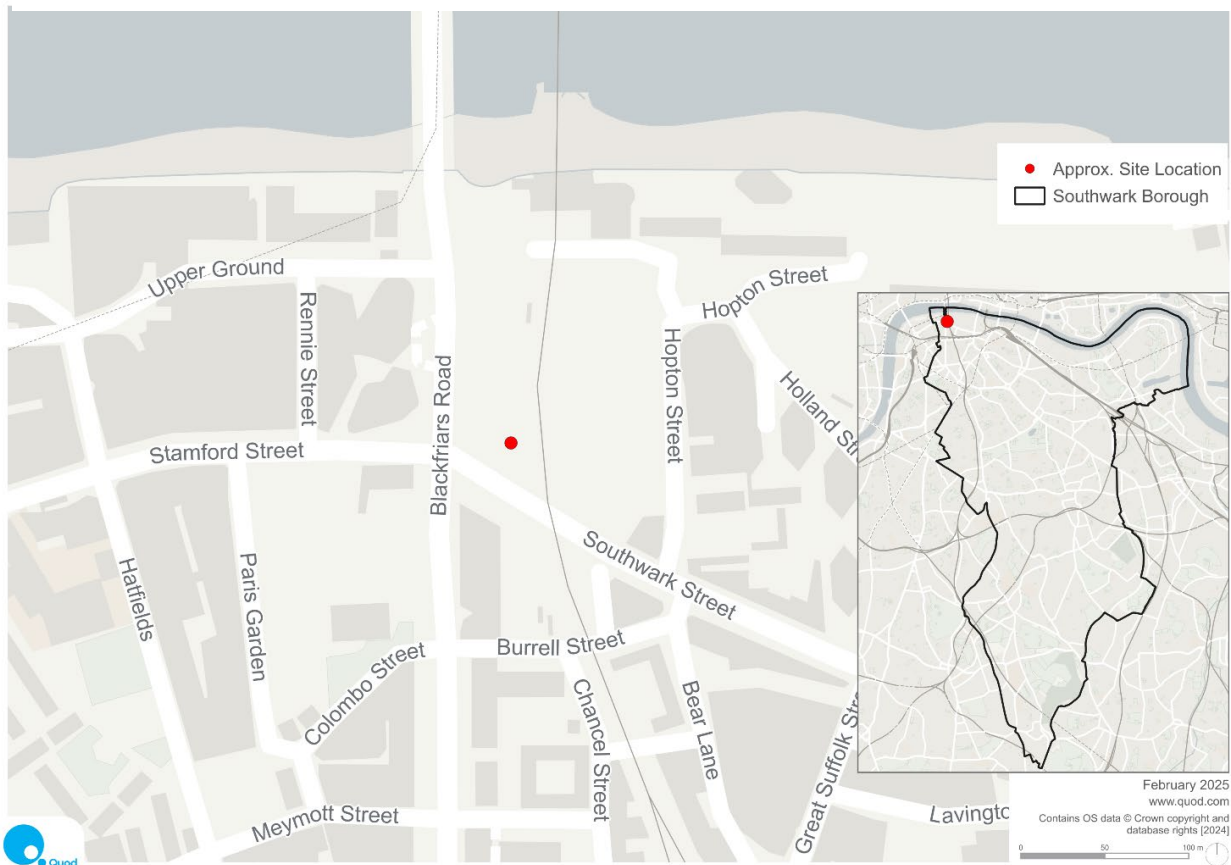 Approx. Site Location
Southwark Borough
Upper Ground
Rennie Street
Hopton Street
Blackfriars Road
Hopton Street
Holland Str
Stamford Street
Southwark Street
Hatfields
Paris Garden
Burrell Street
Colombo Street
Chancel Street
Bear Lane
Great Suffolk Stre
Meymott Street
Lavingto
February 2025
www.quod.com
Contains OS data © Crown copyright and
database rights [2024]
0 50 100 m
Quod